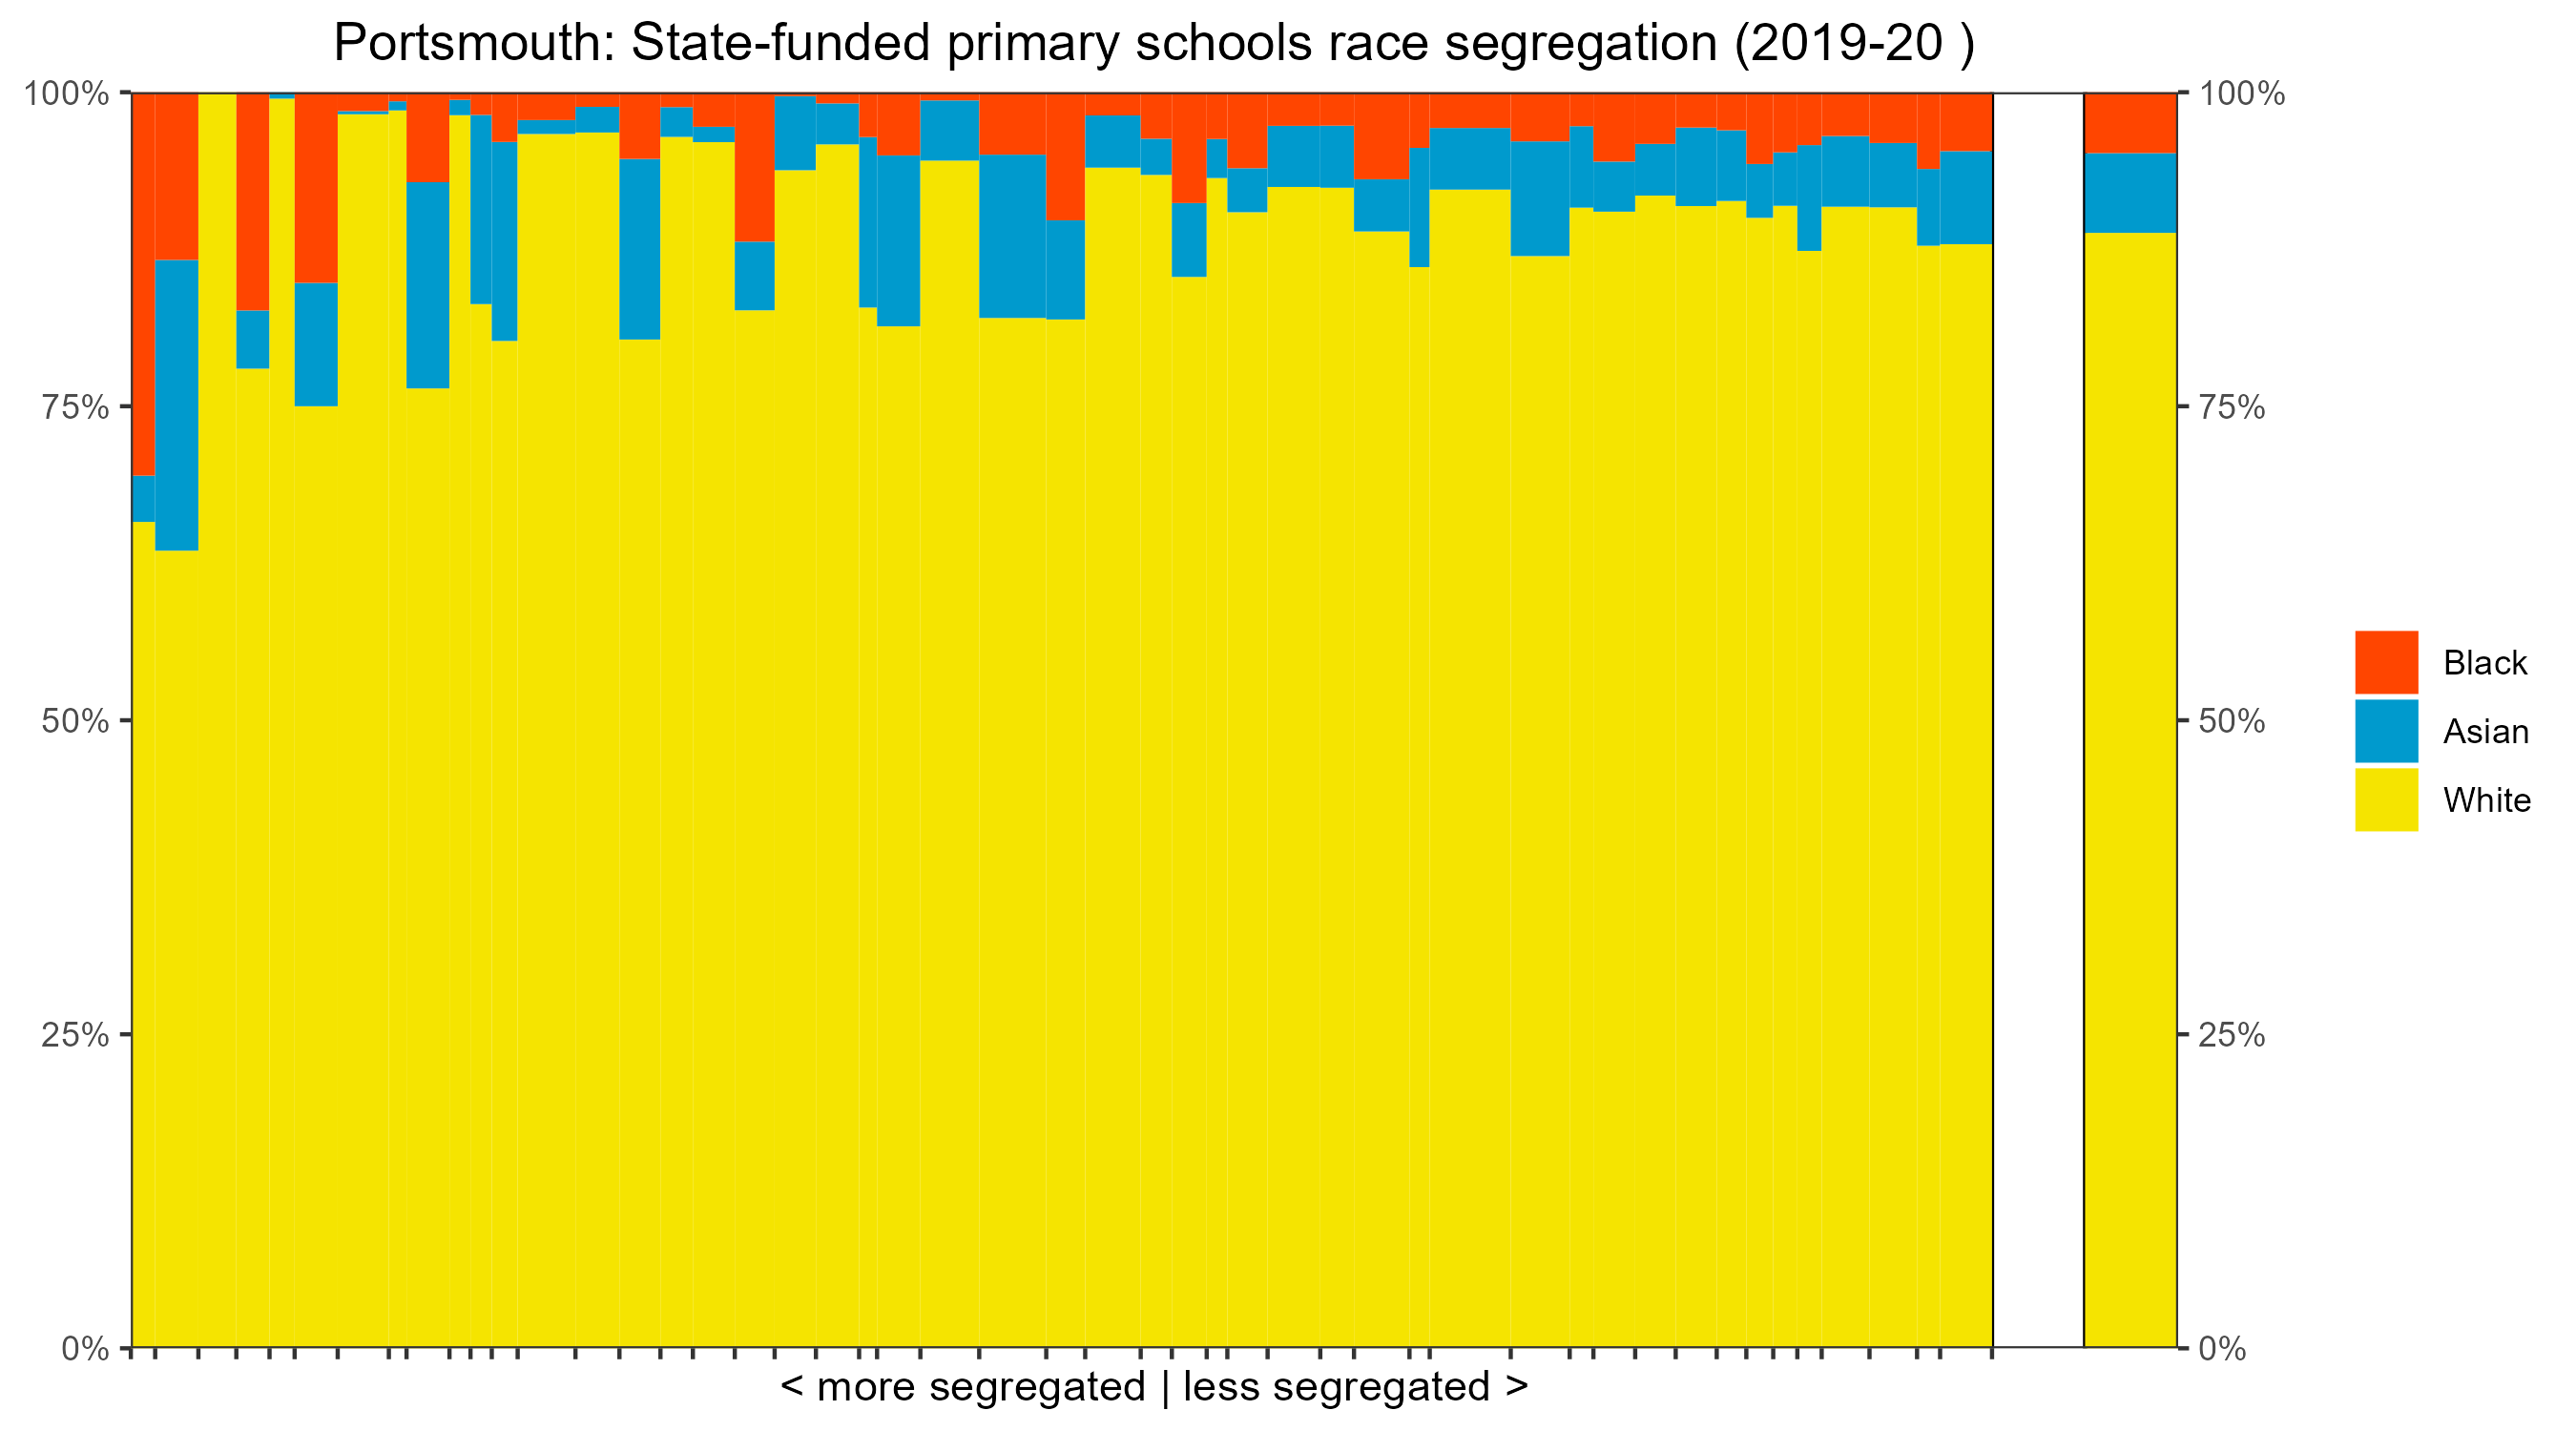 Portsmouth: State-funded primary schools race segregation (2019-20 )
100%
75%
50%
25%
0%
100%
75%
50%
25%
0%
Black
Asian
White
< more segregated | less segregated >